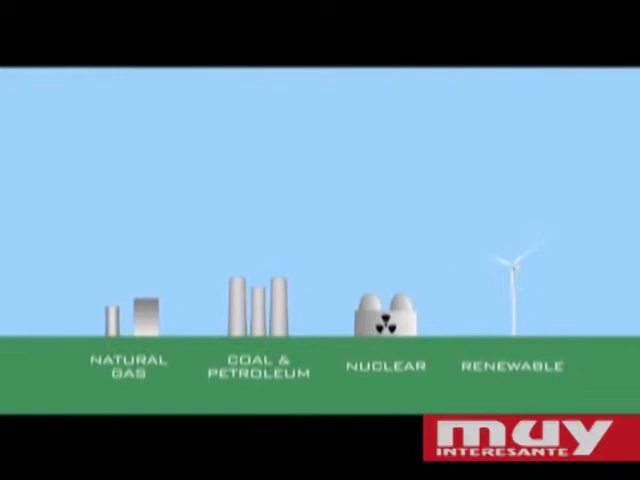 NATURAL
GAS
COAL &
PETROLEUM
NUCLEAR
RENEWABLE
muy
INTERESANTE